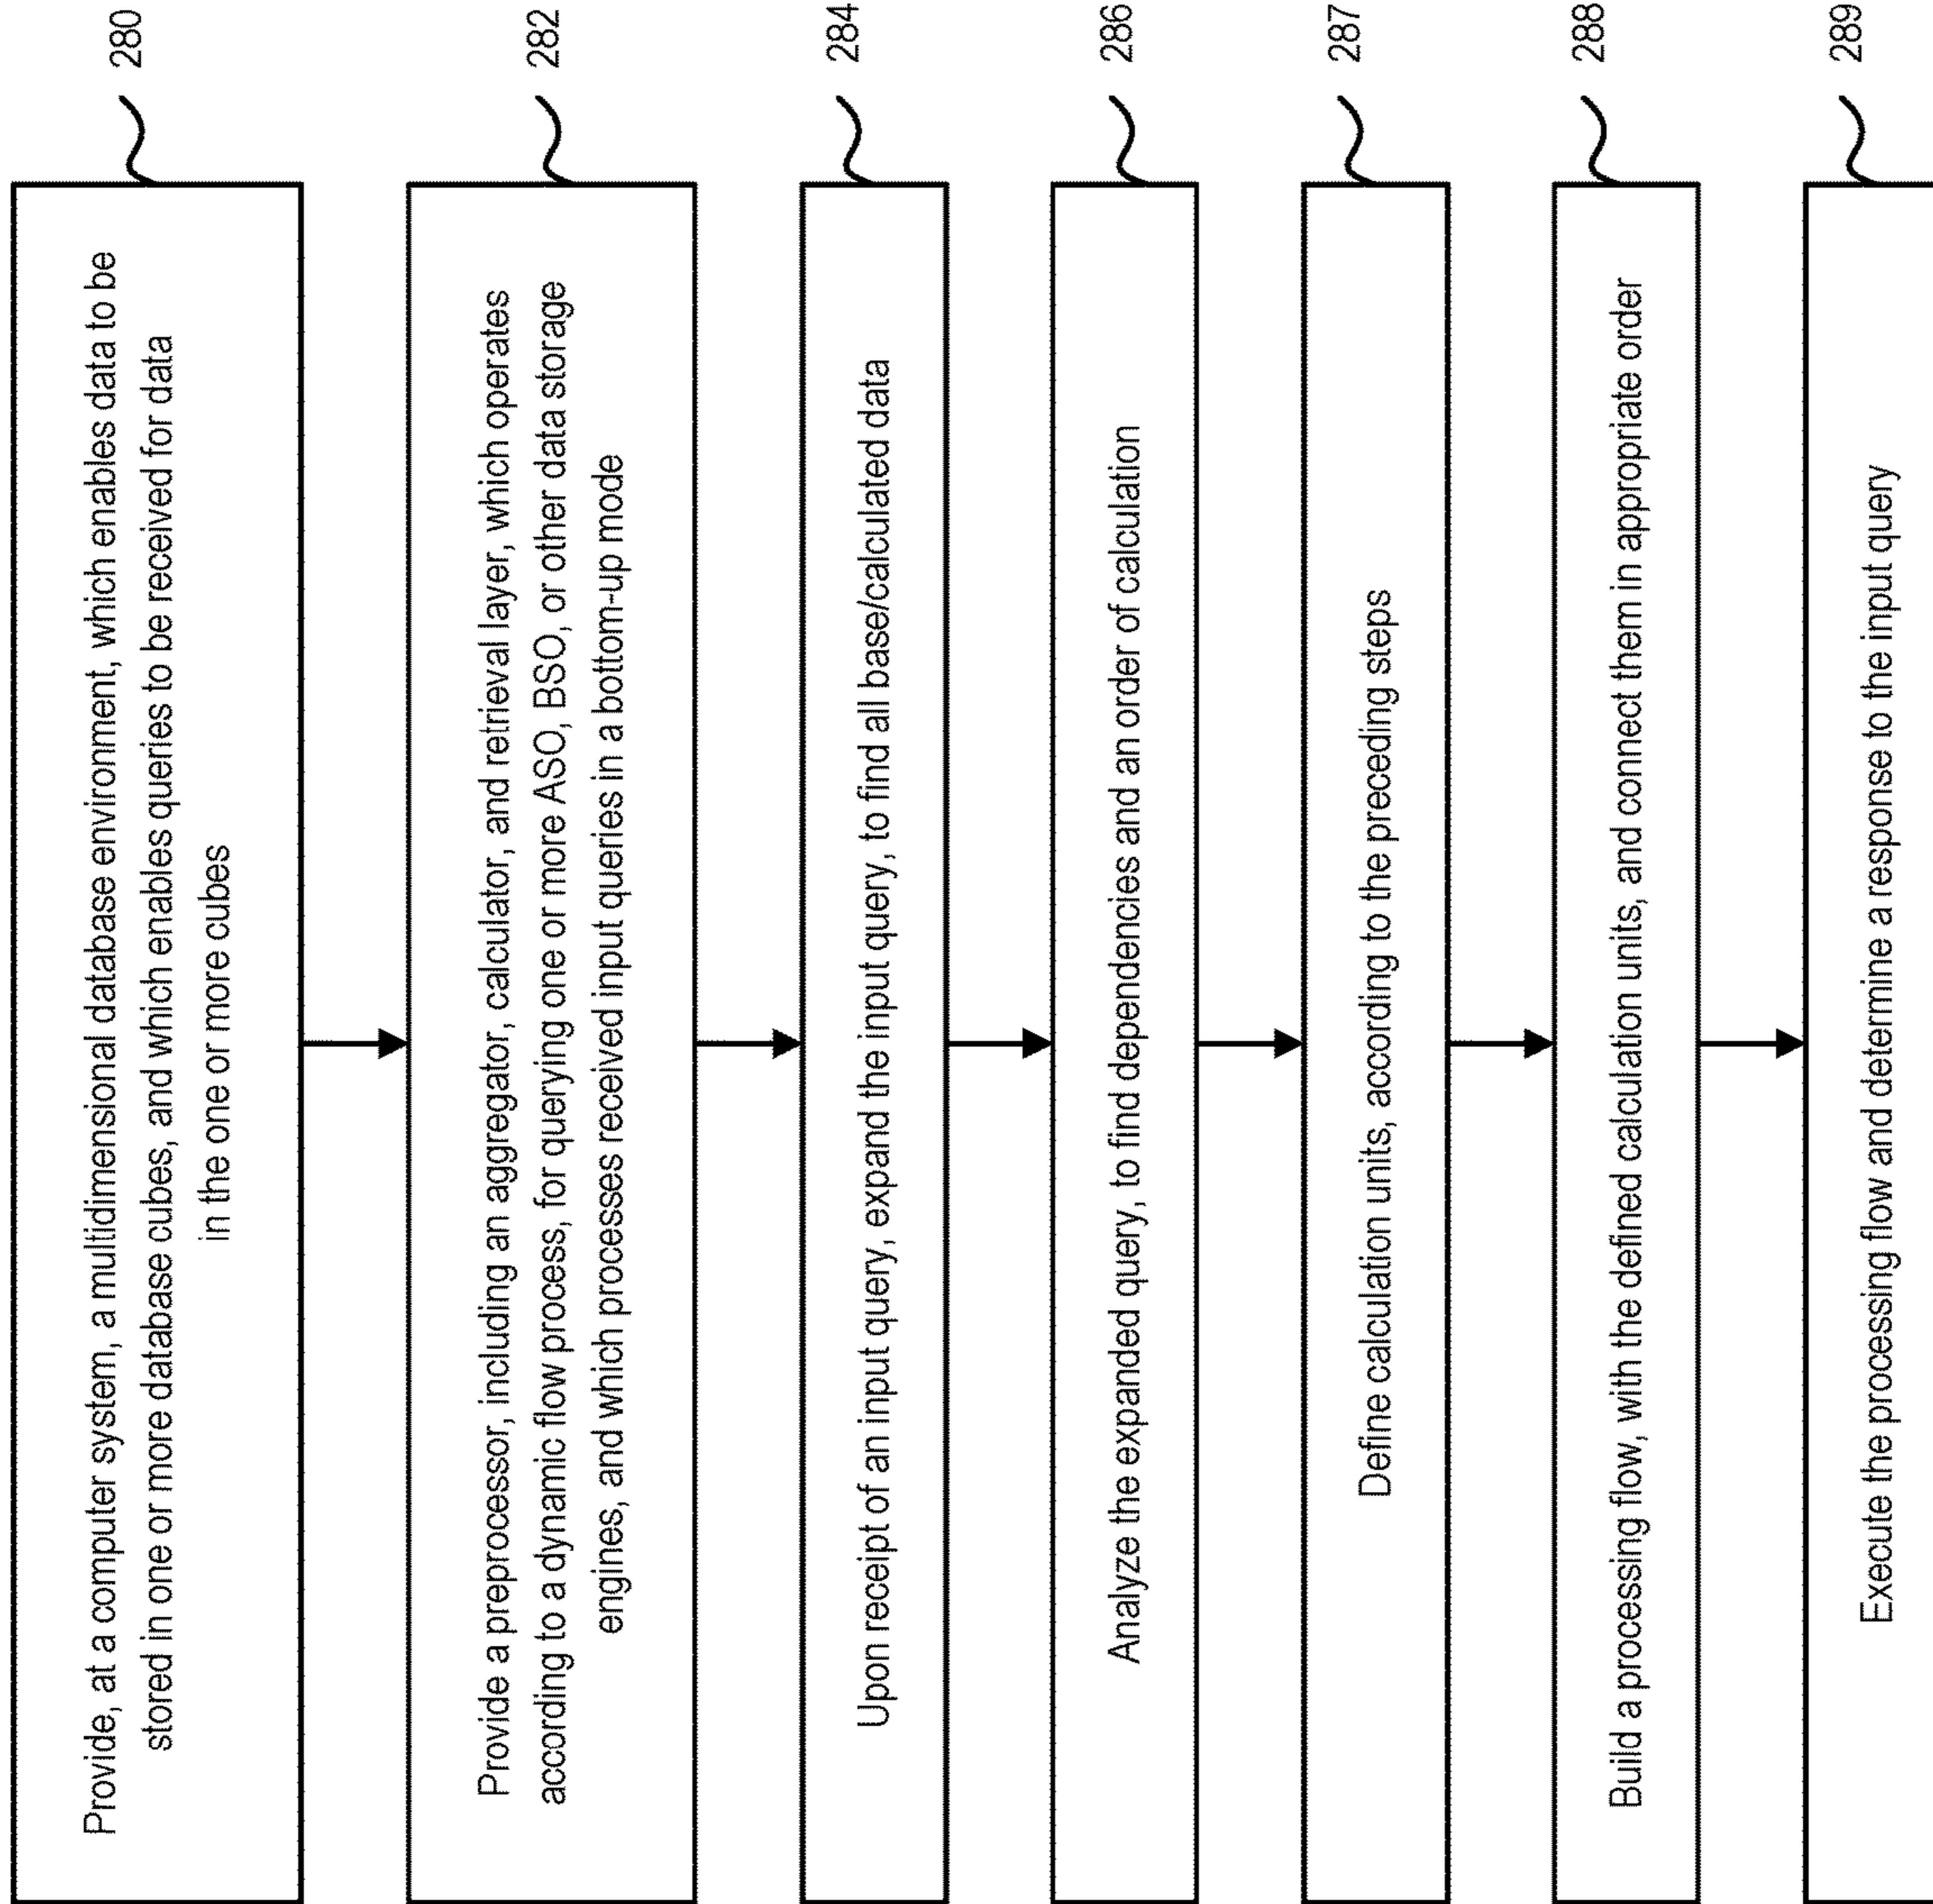 Provide, at a computer system, a multidimensional database environment, which enables data to be
stored in one or more database cubes, and which enables queries to be received for data
in the one or more cubes
280
Provide a preprocessor, including an aggregator, calculator, and retrieval layer, which operates
according to a dynamic flow process, for querying one or more ASO, BSO, or other data storage
engines, and which processes received input queries in a bottom-up mode
282
Upon receipt of an input query, expand the input query, to find all base/calculated data
284
Analyze the expanded query, to find dependencies and an order of calculation
286
Define calculation units, according to the preceding steps
287
Build a processing flow, with the defined calculation units, and connect them in appropriate order
288
Execute the processing flow and determine a response to the input query
289